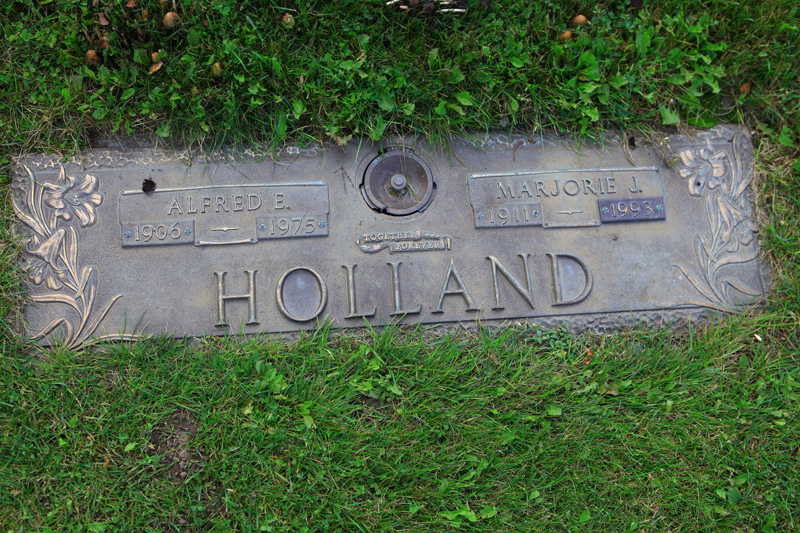 ALFRED E.
1906 1975
MARJORIE J.
1911 1993
TOGETHER
FOREVER
HOLLAND